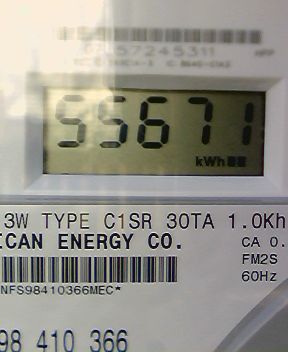 55671
kWh
3W TYPE C1SR 30TA 1.0Kh
ICAN ENERGY CO.
CA 0.
FM2S
60Hz
NFS98410366MEC*
98 410 366